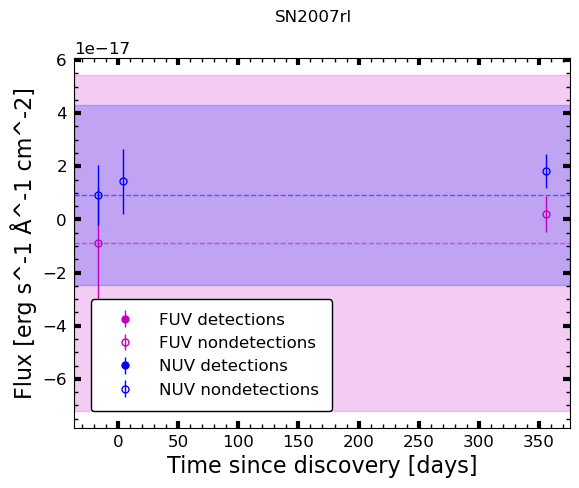 SN2007rl
1e−17
6
4
2
0
−2
−4
−6
Flux [erg s^-1 Å^-1 cm^-2]
FUV detections
FUV nondetections
NUV detections
NUV nondetections
0 50 100 150 200 250 300 350
Time since discovery [days]